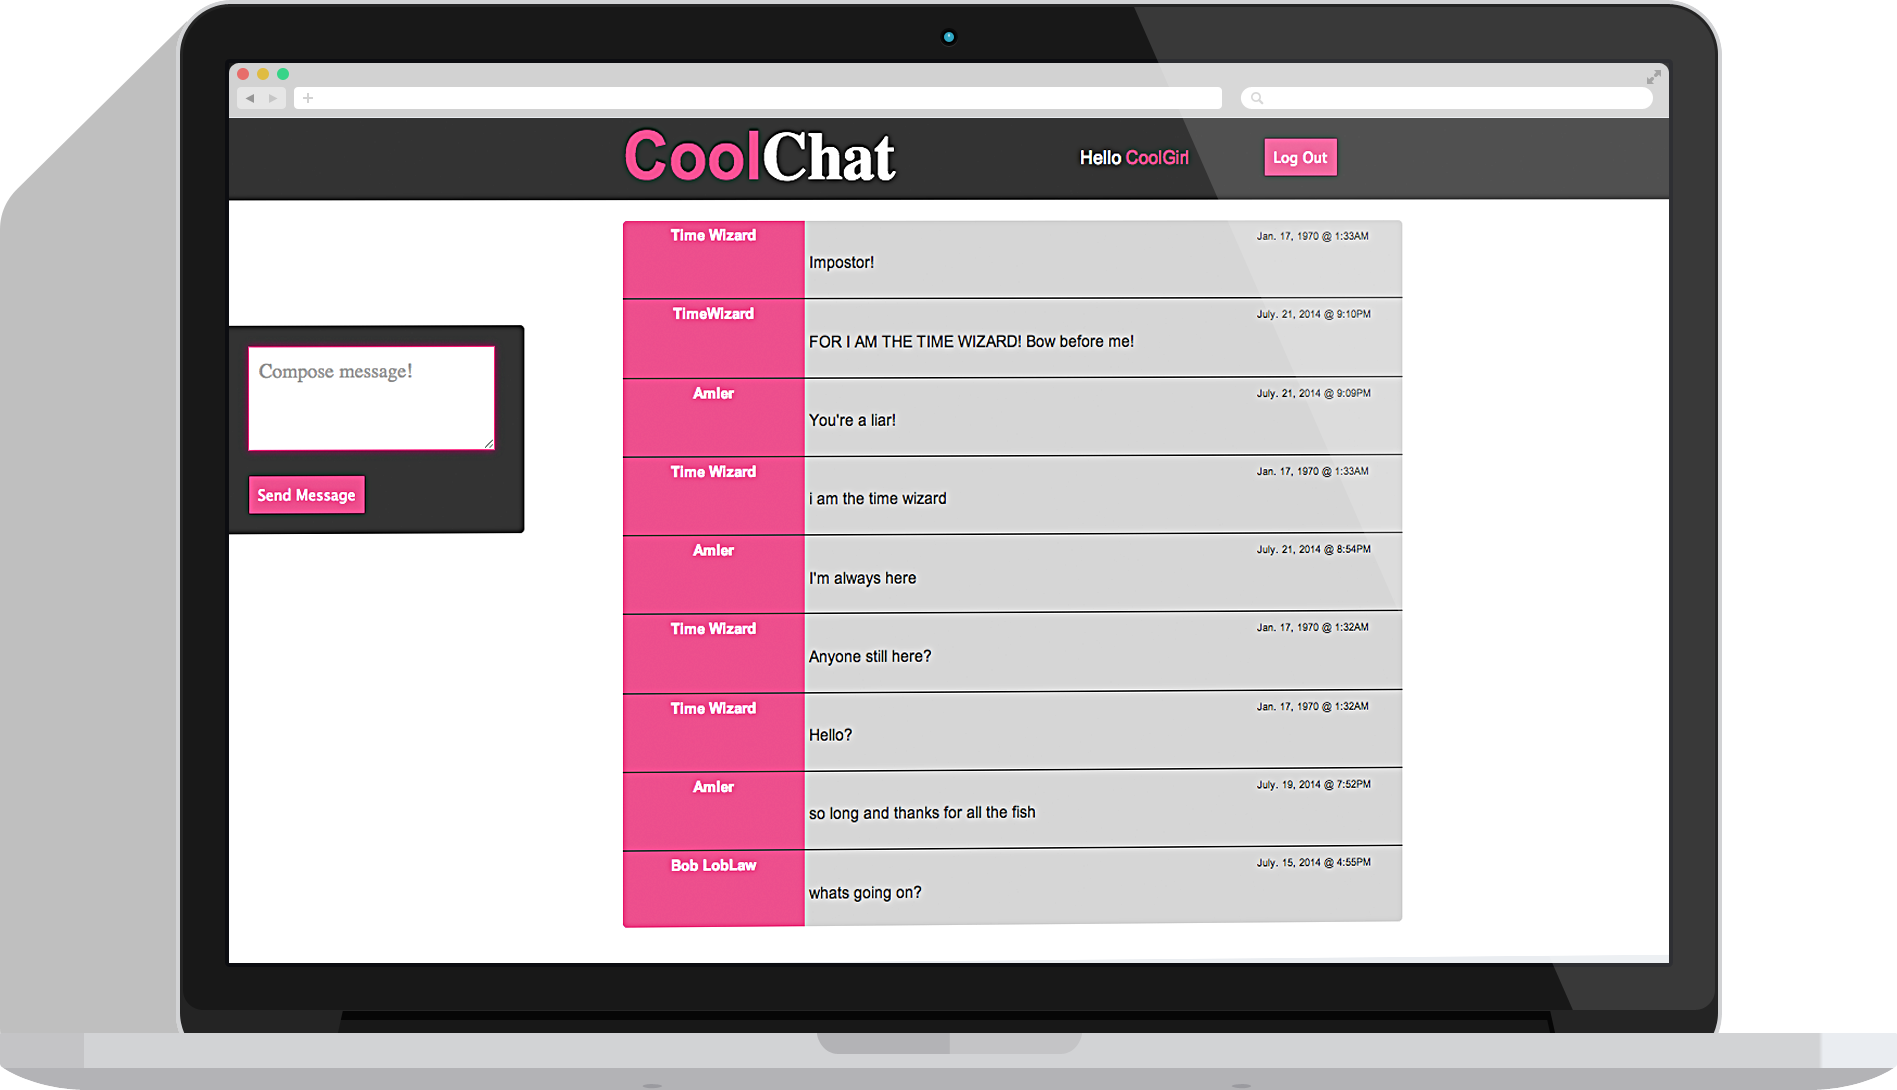 CoolChat
Hello CoolGirl
Log Out
Compose message!
Send Message
Time Wizard
Jan. 17, 1970 @ 1:33AM
Impostor!
TimeWizard
July. 21, 2014 @ 9:10PM
FOR I AM THE TIME WIZARD! Bow before me!
Amler
July. 21, 2014 @ 9:09PM
You're a liar!
Time Wizard
Jan. 17, 1970 @ 1:33AM
i am the time wizard
Amler
July. 21, 2014 @ 8:54PM
I'm always here
Time Wizard
Jan. 17, 1970 @ 1:32AM
Anyone still here?
Time Wizard
Jan. 17, 1970 @ 1:32AM
Hello?
Amler
July. 19, 2014 @ 7:52PM
so long and thanks for all the fish
Bob LobLaw
July. 15, 2014 @ 4:55PM
whats going on?